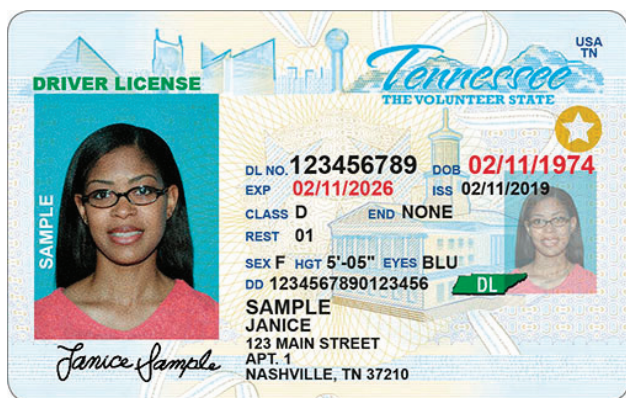 USA
TN
Tennessee
THE VOLUNTEER STATE
DRIVER LICENSE
DL NO. 123456789 DOB 02/11/1974
EXP 02/11/2026 ISS 02/11/2019
CLASS D END NONE
REST 01
SEX F HGT 5'-05" EYES BLU
DD 1234567890123456 DL
SAMPLE
JANICE
123 MAIN STREET
APT. 1
NASHVILLE, TN 37210
SAMPLE
Janice Sample